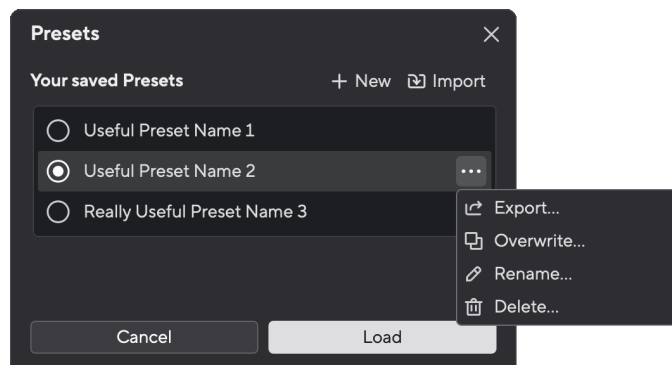 Presets
Your saved Presets
New
Import
Useful Preset Name 1
Useful Preset Name 2
Really Useful Preset Name 3
Export...
Overwrite...
Rename...
Delete...
Cancel
Load